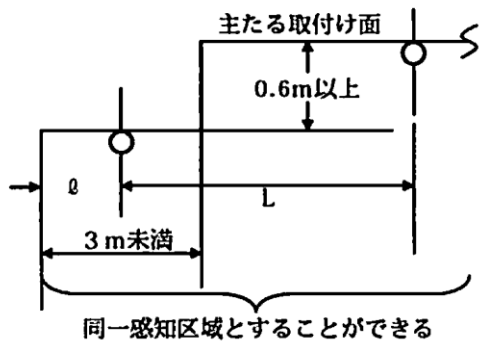 主たる取付け面
0.6m以上
ℓ
L
3m未満
同一感知区域とすることができる